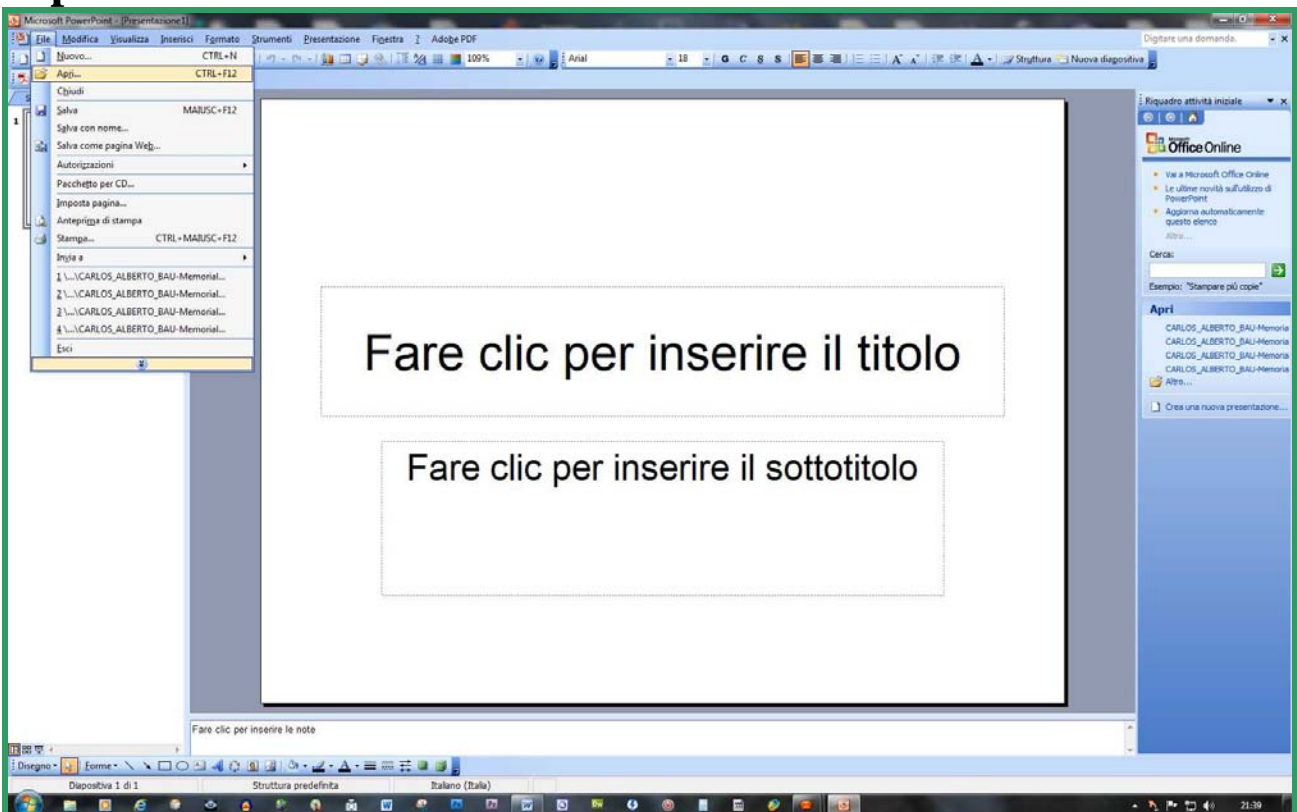 Microsoft PowerPoint - [Presentazione1]
File Modifica Visualizza Inserisci Formato Strumenti Presentazione Finestra ? Adobe PDF
Digitare una domanda.
109% Arial 18 G C S S Struttura Nuova diapositiva
Nuovo... CTRL+N
Apri... CTRL+F12
Chiudi
Salva MAIUSC+F12
Salva con nome...
Salva come pagina Web...
Autorizzazioni
Pacchetto per CD...
Imposta pagina...
Anteprima di stampa
Stampa... CTRL+MAIUSC+F12
Invia a
1 \...\CARLOS_ALBERTO_BAU-Memorial...
2 \...\CARLOS_ALBERTO_BAU-Memorial...
3 \...\CARLOS_ALBERTO_BAU-Memorial...
4 \...\CARLOS_ALBERTO_BAU-Memorial...
Esci
1
Fare clic per inserire il titolo
Fare clic per inserire il sottotitolo
Riquadro attività iniziale
Microsoft
Office Online
Vai a Microsoft Office Online
Le ultime novità sull'utilizzo di
PowerPoint
Aggiorna automaticamente
questo elenco
Altro...
Cerca:
Esempio: "Stampare più copie"
Apri
CARLOS_ALBERTO_BAU-Memoria
CARLOS_ALBERTO_BAU-Memoria
CARLOS_ALBERTO_BAU-Memoria
CARLOS_ALBERTO_BAU-Memoria
Altro...
Crea una nuova presentazione...
Fare clic per inserire le note
Disegno Forme
Diapositiva 1 di 1 Struttura predefinita Italiano (Italia)
21:39